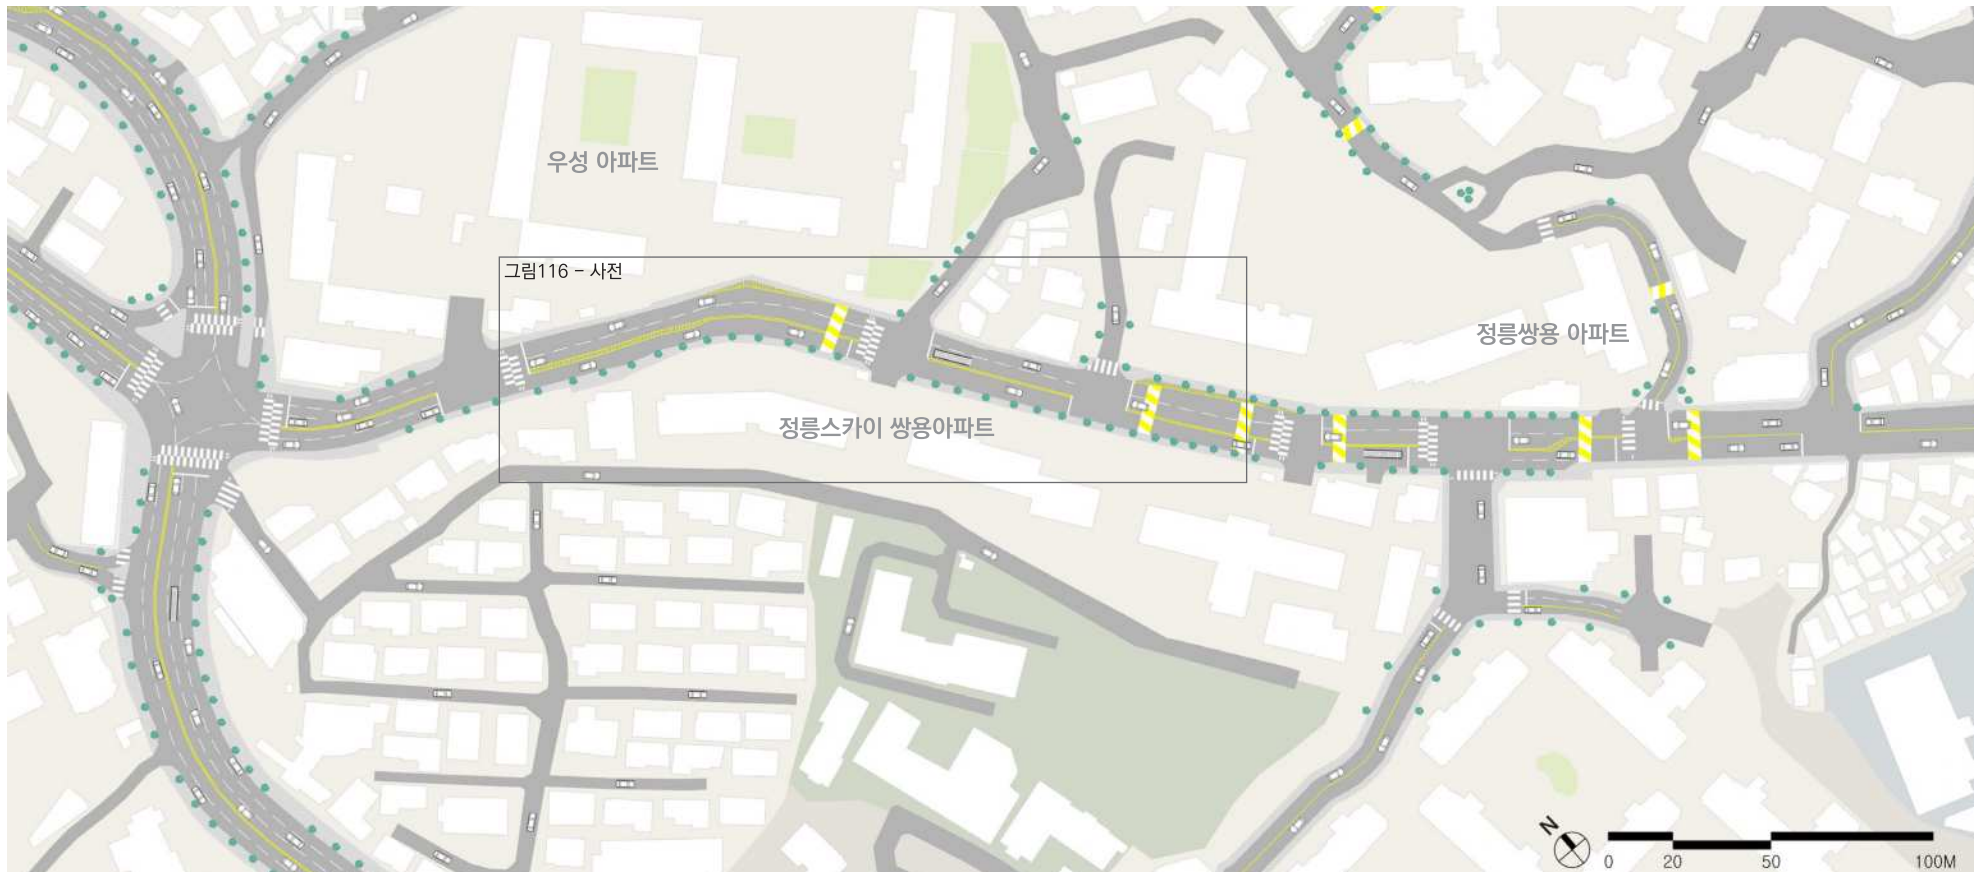 우성 아파트
그림116 - 사전
정릉쌍용 아파트
정릉스카이 쌍용아파트
N
0 20 50 100M